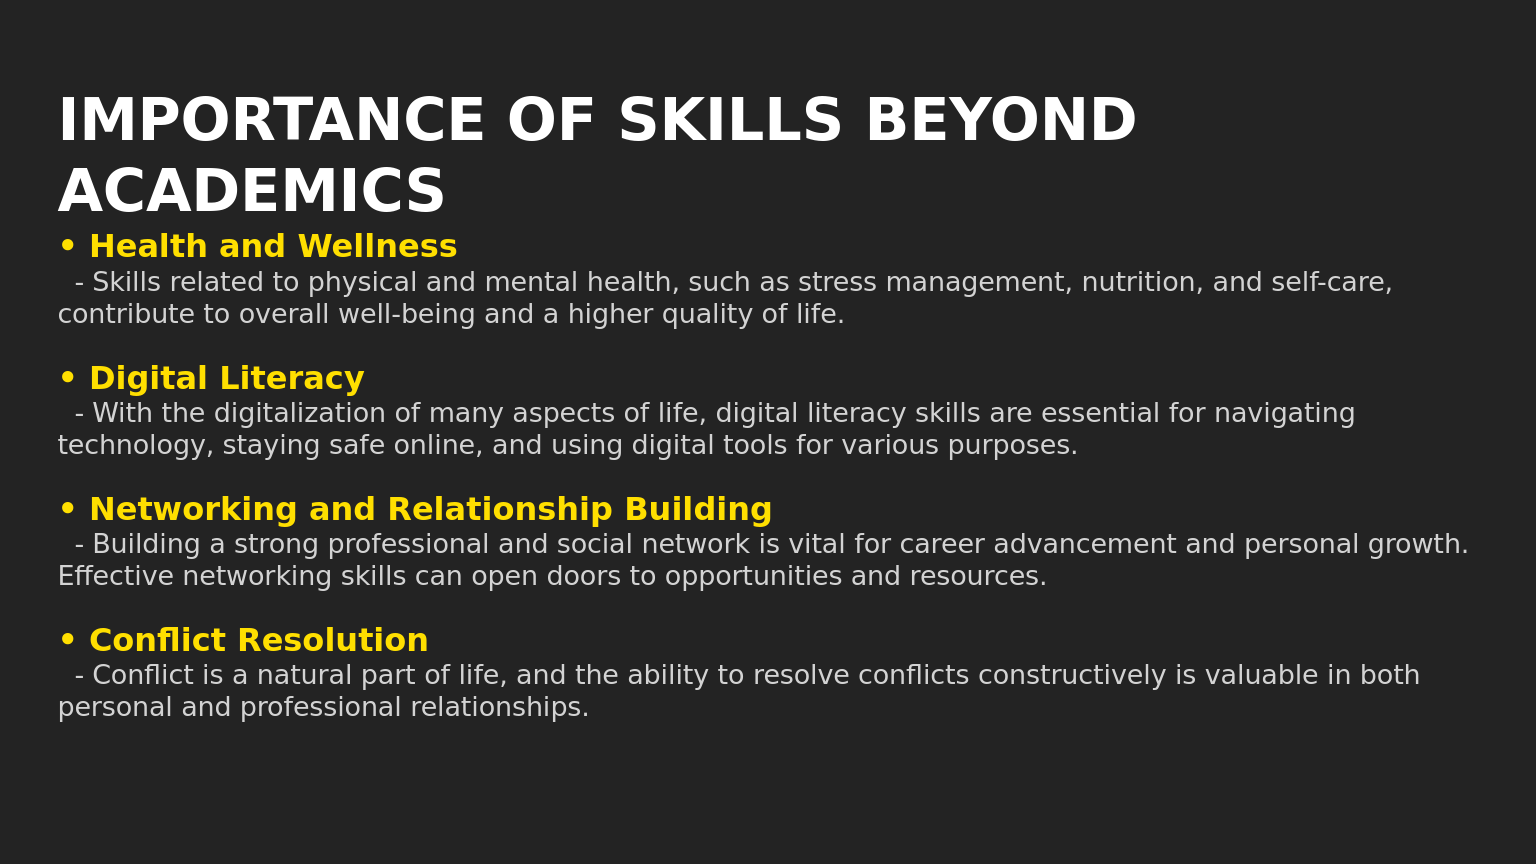 IMPORTANCE OF SKILLS BEYOND
ACADEMICS
• Health and Wellness
- Skills related to physical and mental health, such as stress management, nutrition, and self-care,
contribute to overall well-being and a higher quality of life.
• Digital Literacy
- With the digitalization of many aspects of life, digital literacy skills are essential for navigating
technology, staying safe online, and using digital tools for various purposes.
• Networking and Relationship Building
- Building a strong professional and social network is vital for career advancement and personal growth.
Effective networking skills can open doors to opportunities and resources.
• Conflict Resolution
- Conflict is a natural part of life, and the ability to resolve conflicts constructively is valuable in both
personal and professional relationships.